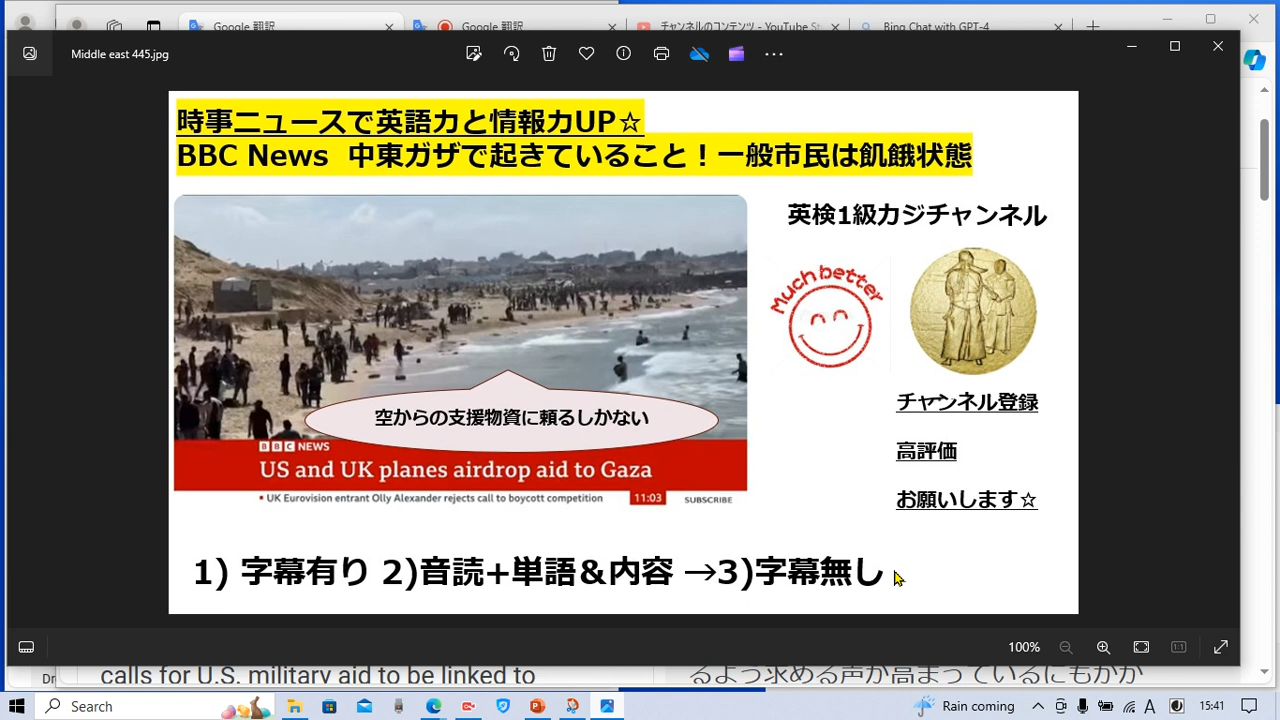 Google 翻訳
Google 翻訳
チャンネルのコンテンツ - YouTube St
Bing Chat with GPT-4
Middle east 445.jpg
時事ニュースで英語力と情報力UP☆
BBC News 中東ガザで起きていること！一般市民は飢餓状態
英検1級カジチャンネル
Much better
空からの支援物資に頼るしかない
チャンネル登録
高評価
お願いします☆
BBC NEWS
US and UK planes airdrop aid to Gaza
• UK Eurovision entrant Olly Alexander rejects call to boycott competition
11:03
SUBSCRIBE
1) 字幕有り 2)音読+単語＆内容 →3)字幕無し
100%
Dr
calls for U.S. military aid to be linked to
るよう求める声が高まっているにもかか
Search
Rain coming
A
15:41